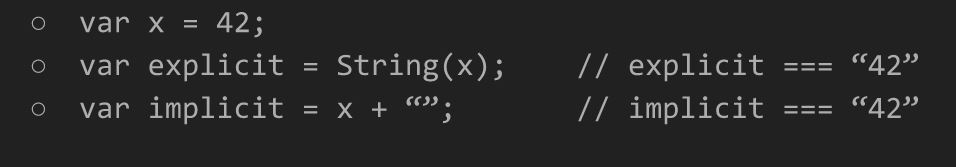 ○ var x = 42;
○ var explicit = String(x); // explicit === “42”
○ var implicit = x + “”; // implicit === “42”